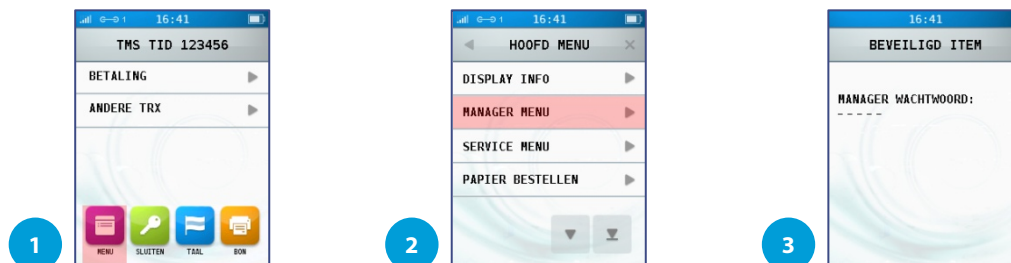 16:41
TMS TID 123456
BETALING
ANDERE TRX
MENU
SLUITEN
TAAL
BON
1
16:41
HOOFD MENU
DISPLAY INFO
MANAGER MENU
SERVICE MENU
PAPIER BESTELLEN
2
16:41
BEVEILIGD ITEM
MANAGER WACHTWOORD:
-----
3